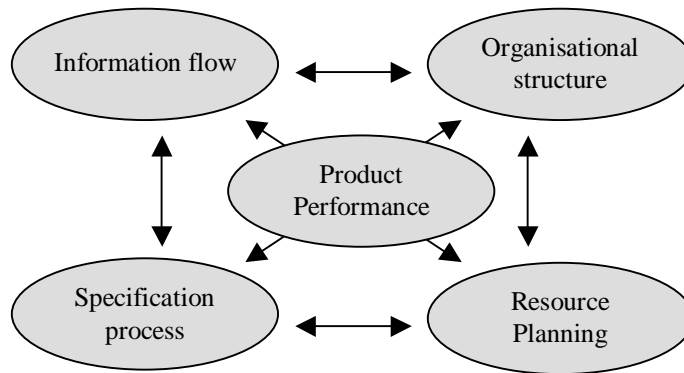 Information flow
Organisational
structure
Product
Performance
Specification
process
Resource
Planning